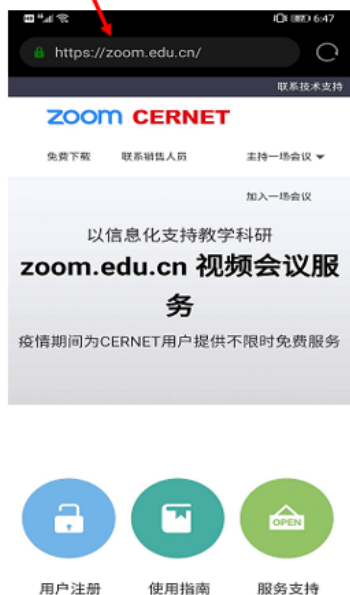 6:47
https://zoom.edu.cn/
联系技术支持
zoom CERNET
免费下载 联系销售人员 主持一场会议
加入一场会议
以信息化支持教学科研
zoom.edu.cn 视频会议服
务
疫情期间为CERNET用户提供不限时免费服务
OPEN
用户注册 使用指南 服务支持